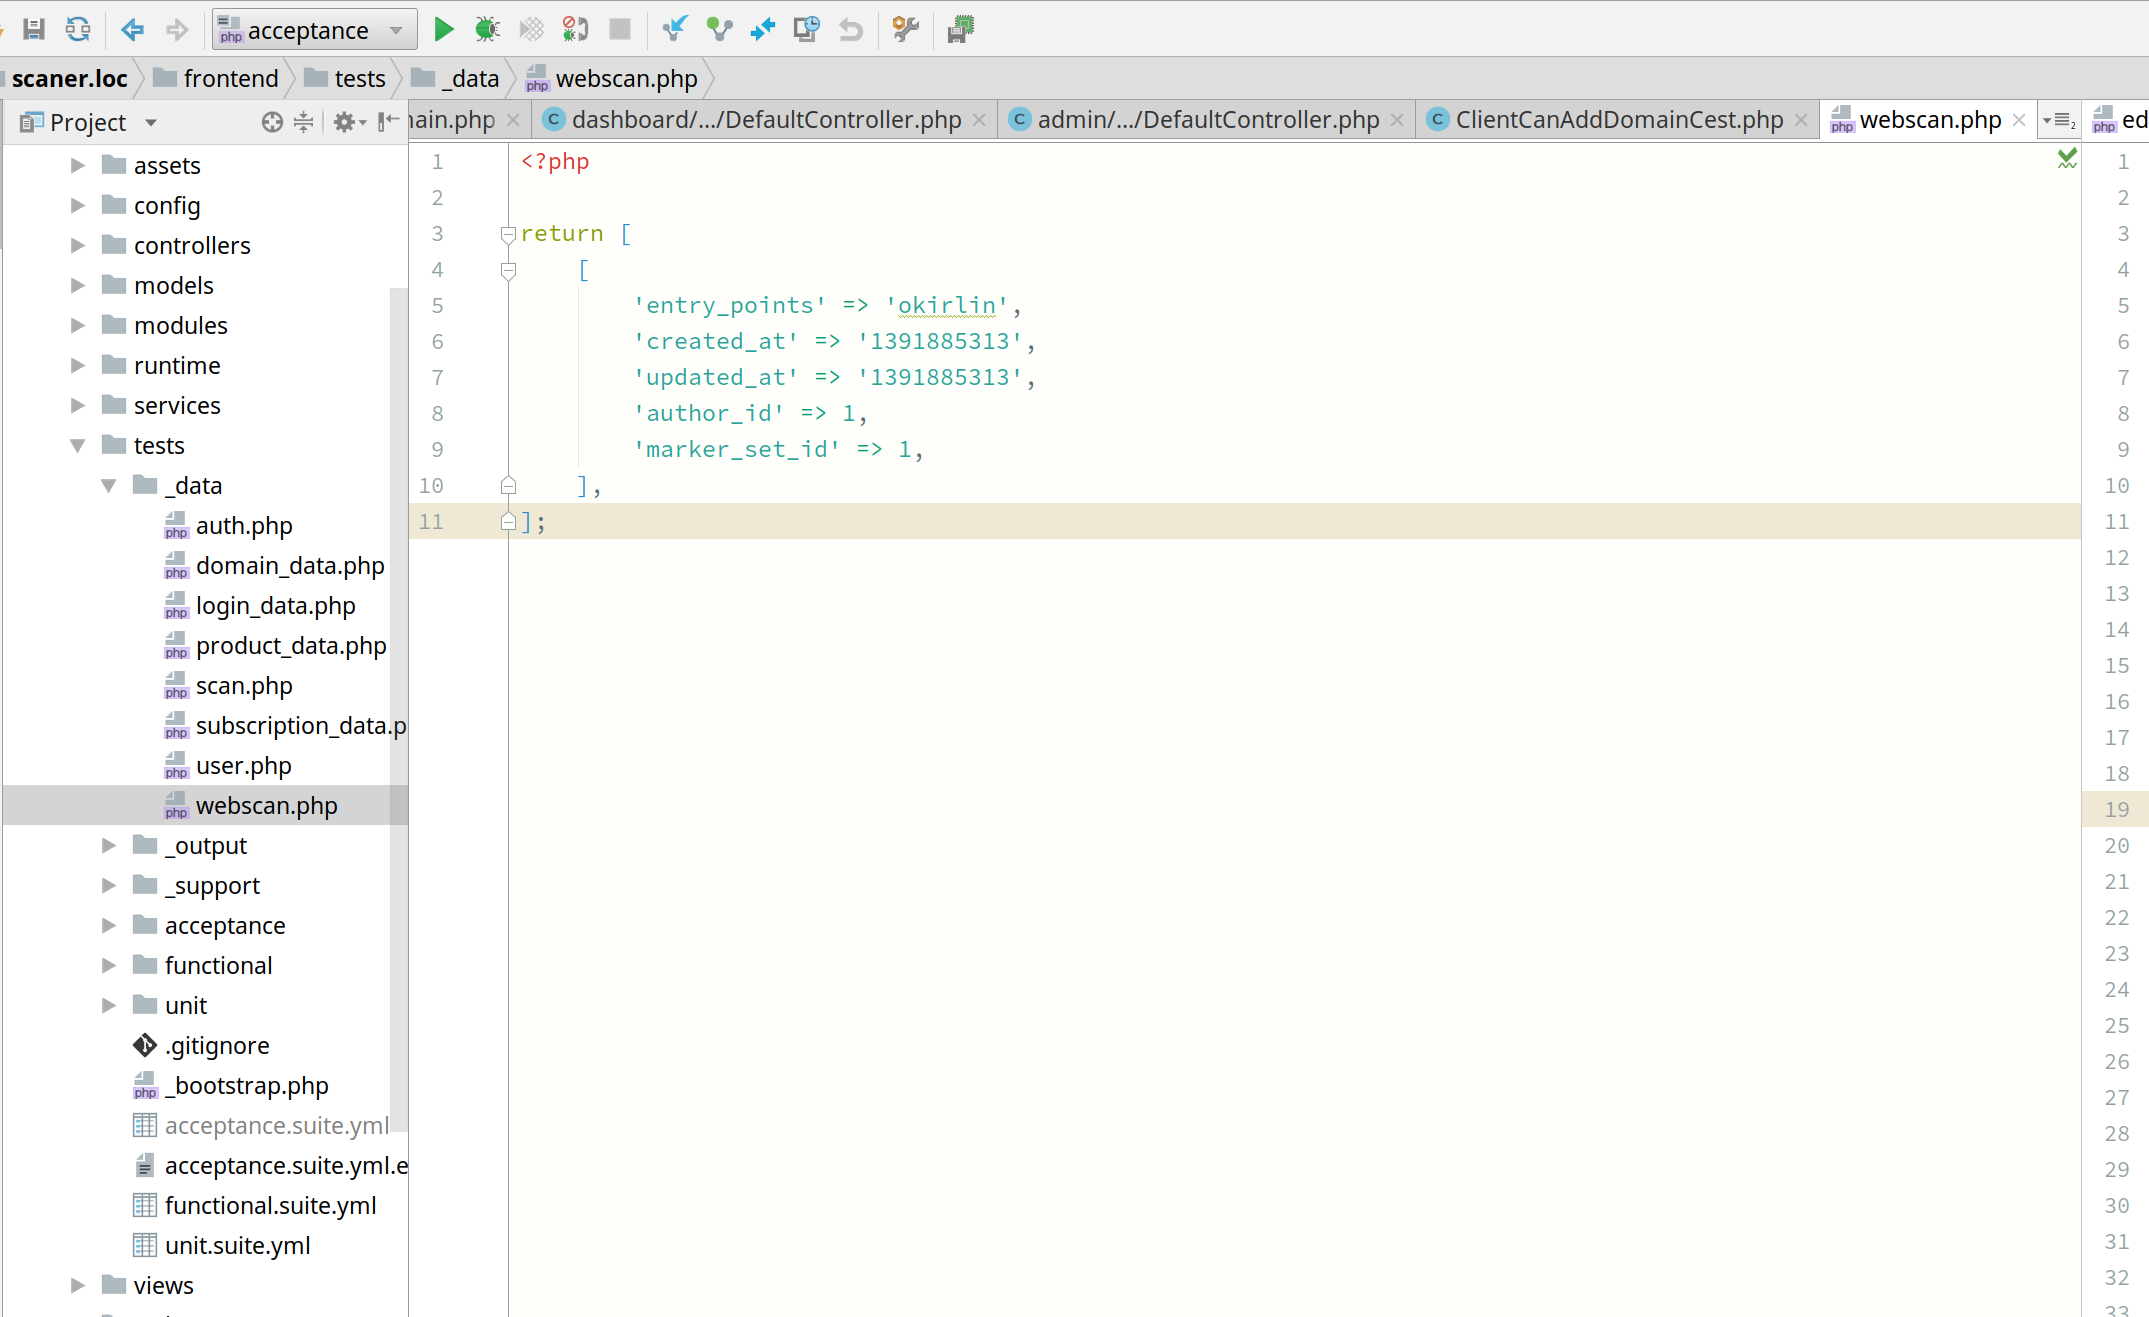 acceptance
scaner.loc frontend tests _data webscan.php
Project
ain.php dashboard/.../DefaultController.php admin/.../DefaultController.php ClientCanAddDomainCest.php webscan.php ed
assets
config
controllers
models
modules
runtime
services
tests
_data
auth.php
domain_data.php
login_data.php
product_data.php
scan.php
subscription_data.p
user.php
webscan.php
_output
_support
acceptance
functional
unit
.gitignore
_bootstrap.php
acceptance.suite.yml
acceptance.suite.yml.e
functional.suite.yml
unit.suite.yml
views
1 <?php
2
3 return [
4 [
5 'entry_points' => 'okirlin',
6 'created_at' => '1391885313',
7 'updated_at' => '1391885313',
8 'author_id' => 1,
9 'marker_set_id' => 1,
10 ],
11 ];
1
2
3
4
5
6
7
8
9
10
11
12
13
14
15
16
17
18
19
20
21
22
23
24
25
26
27
28
29
30
31
32
33